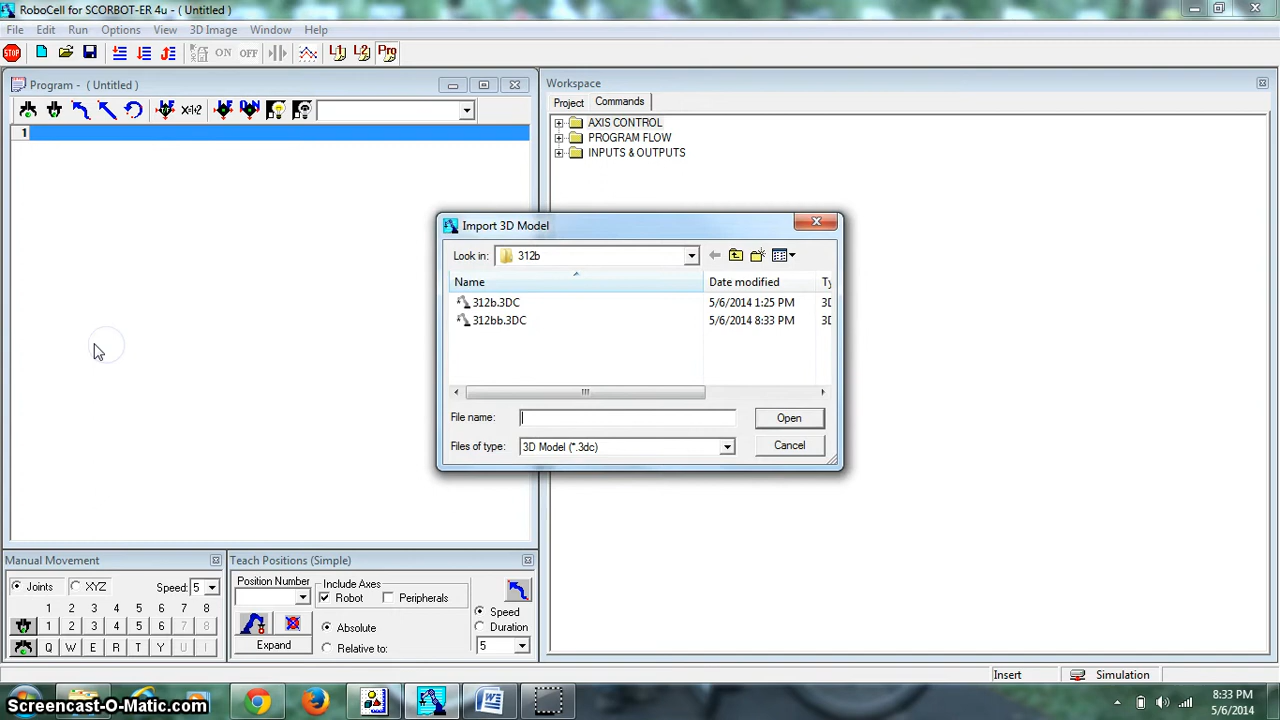 RoboCell for SCORBOT-ER 4u - ( Untitled )
File Edit Run Options View 3D Image Window Help
STOP ON OFF L1 L2 Prg
Program - ( Untitled )
1
Workspace
Project Commands
AXIS CONTROL
PROGRAM FLOW
INPUTS & OUTPUTS
Import 3D Model
Look in: 312b
Name Date modified Ty
312b.3DC 5/6/2014 1:25 PM 3D
312bb.3DC 5/6/2014 8:33 PM 3D
File name: Open
Files of type: 3D Model (*.3dc) Cancel
Manual Movement
Joints XYZ Speed: 5
1 2 3 4 5 6 7 8
1 2 3 4 5 6 7 8
Q W E R T Y U I
Teach Positions (Simple)
Position Number
Include Axes
Robot Peripherals
Expand
Absolute
Relative to:
Speed
Duration
5
Insert Simulation
Screencast-O-Matic.com
8:33 PM
5/6/2014